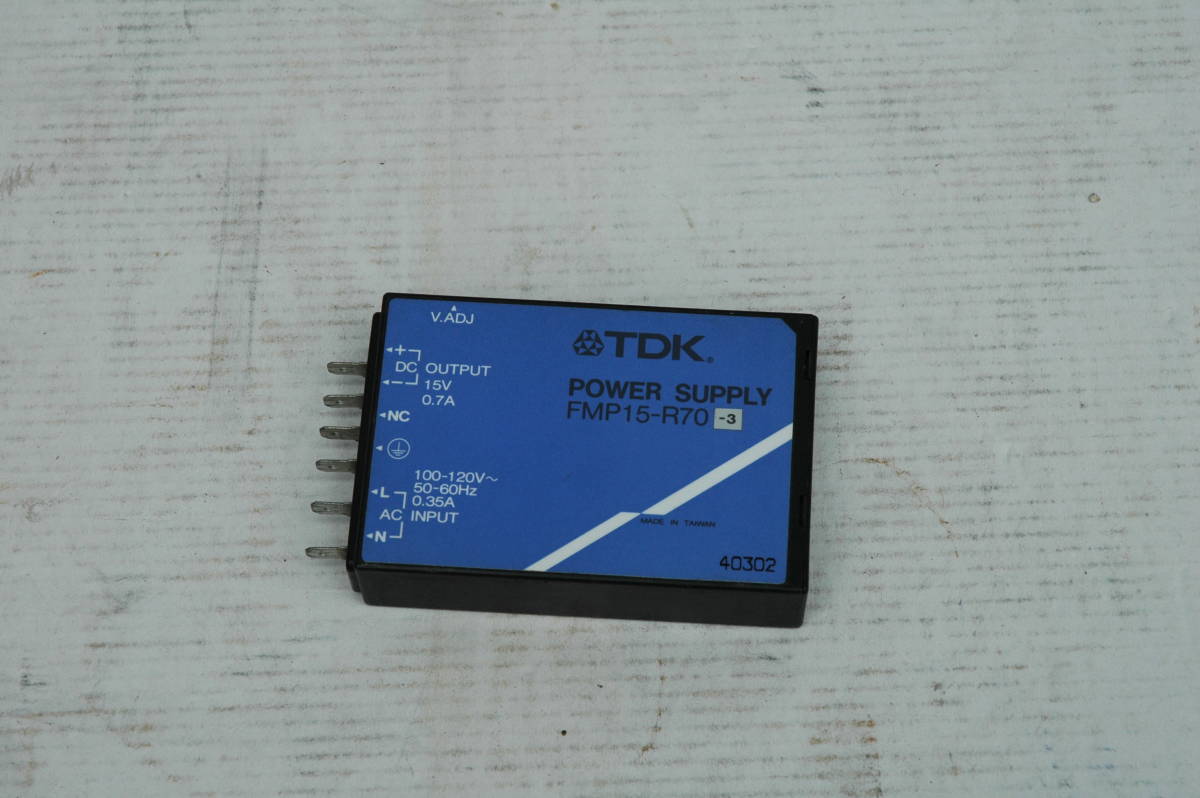 V.ADJ
+
DC OUTPUT
-
15V
0.7A
NC
100-120V~
50-60Hz
L
0.35A
AC INPUT
N
TDK®
POWER SUPPLY
FMP15-R70 -3
MADE IN TAIWAN
40302